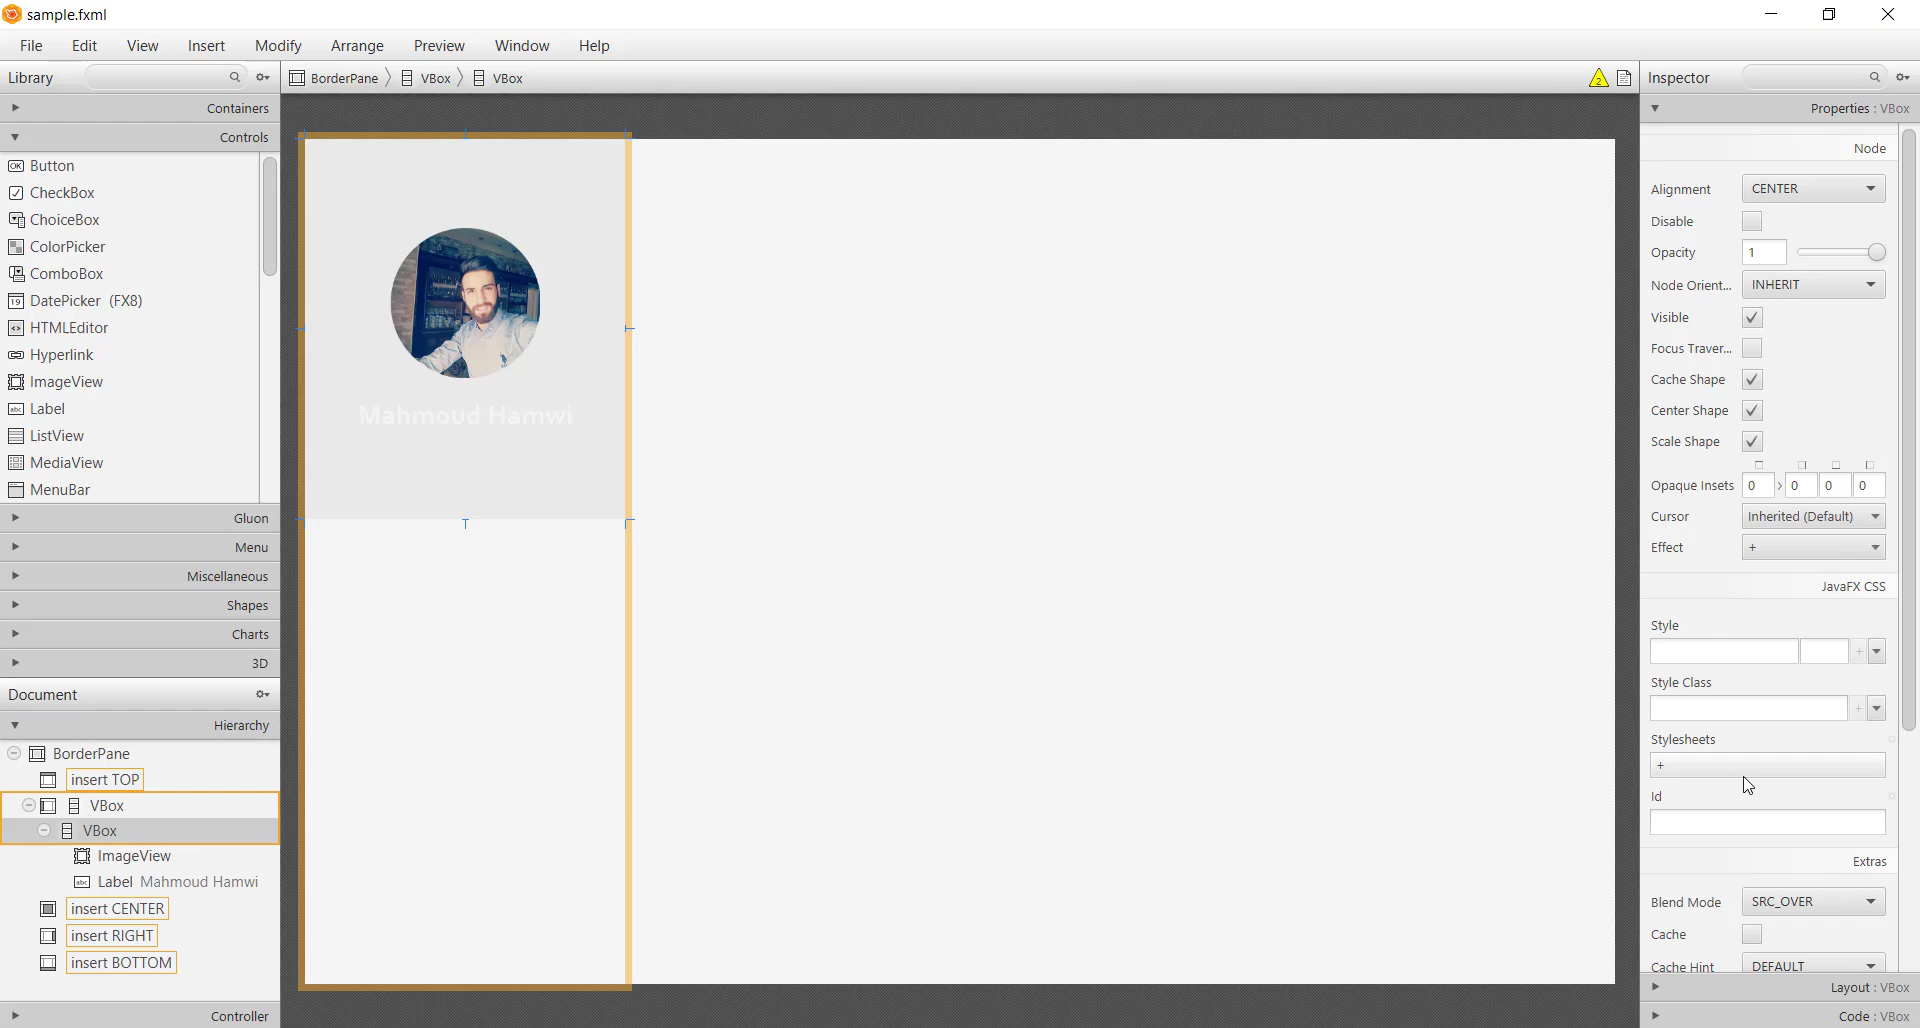 sample.fxml
File Edit View Insert Modify Arrange Preview Window Help
Library
BorderPane VBox VBox
2
Inspector
Containers
Controls
Button
CheckBox
ChoiceBox
ColorPicker
ComboBox
DatePicker (FX8)
HTMLEditor
Hyperlink
ImageView
Label
ListView
MediaView
MenuBar
Gluon
Menu
Miscellaneous
Shapes
Charts
3D
Document
Hierarchy
BorderPane
insert TOP
VBox
VBox
ImageView
Label Mahmoud Hamwi
insert CENTER
insert RIGHT
insert BOTTOM
Controller
Mahmoud Hamwi
Properties : VBox
Node
Alignment CENTER
Disable
Opacity 1
Node Orient... INHERIT
Visible
Focus Traver...
Cache Shape
Center Shape
Scale Shape
Opaque Insets 0 0 0 0
Cursor Inherited (Default)
Effect +
JavaFX CSS
Style
+
Style Class
+
Stylesheets
+
Id
Extras
Blend Mode SRC_OVER
Cache
Cache Hint DEFAULT
Layout : VBox
Code : VBox